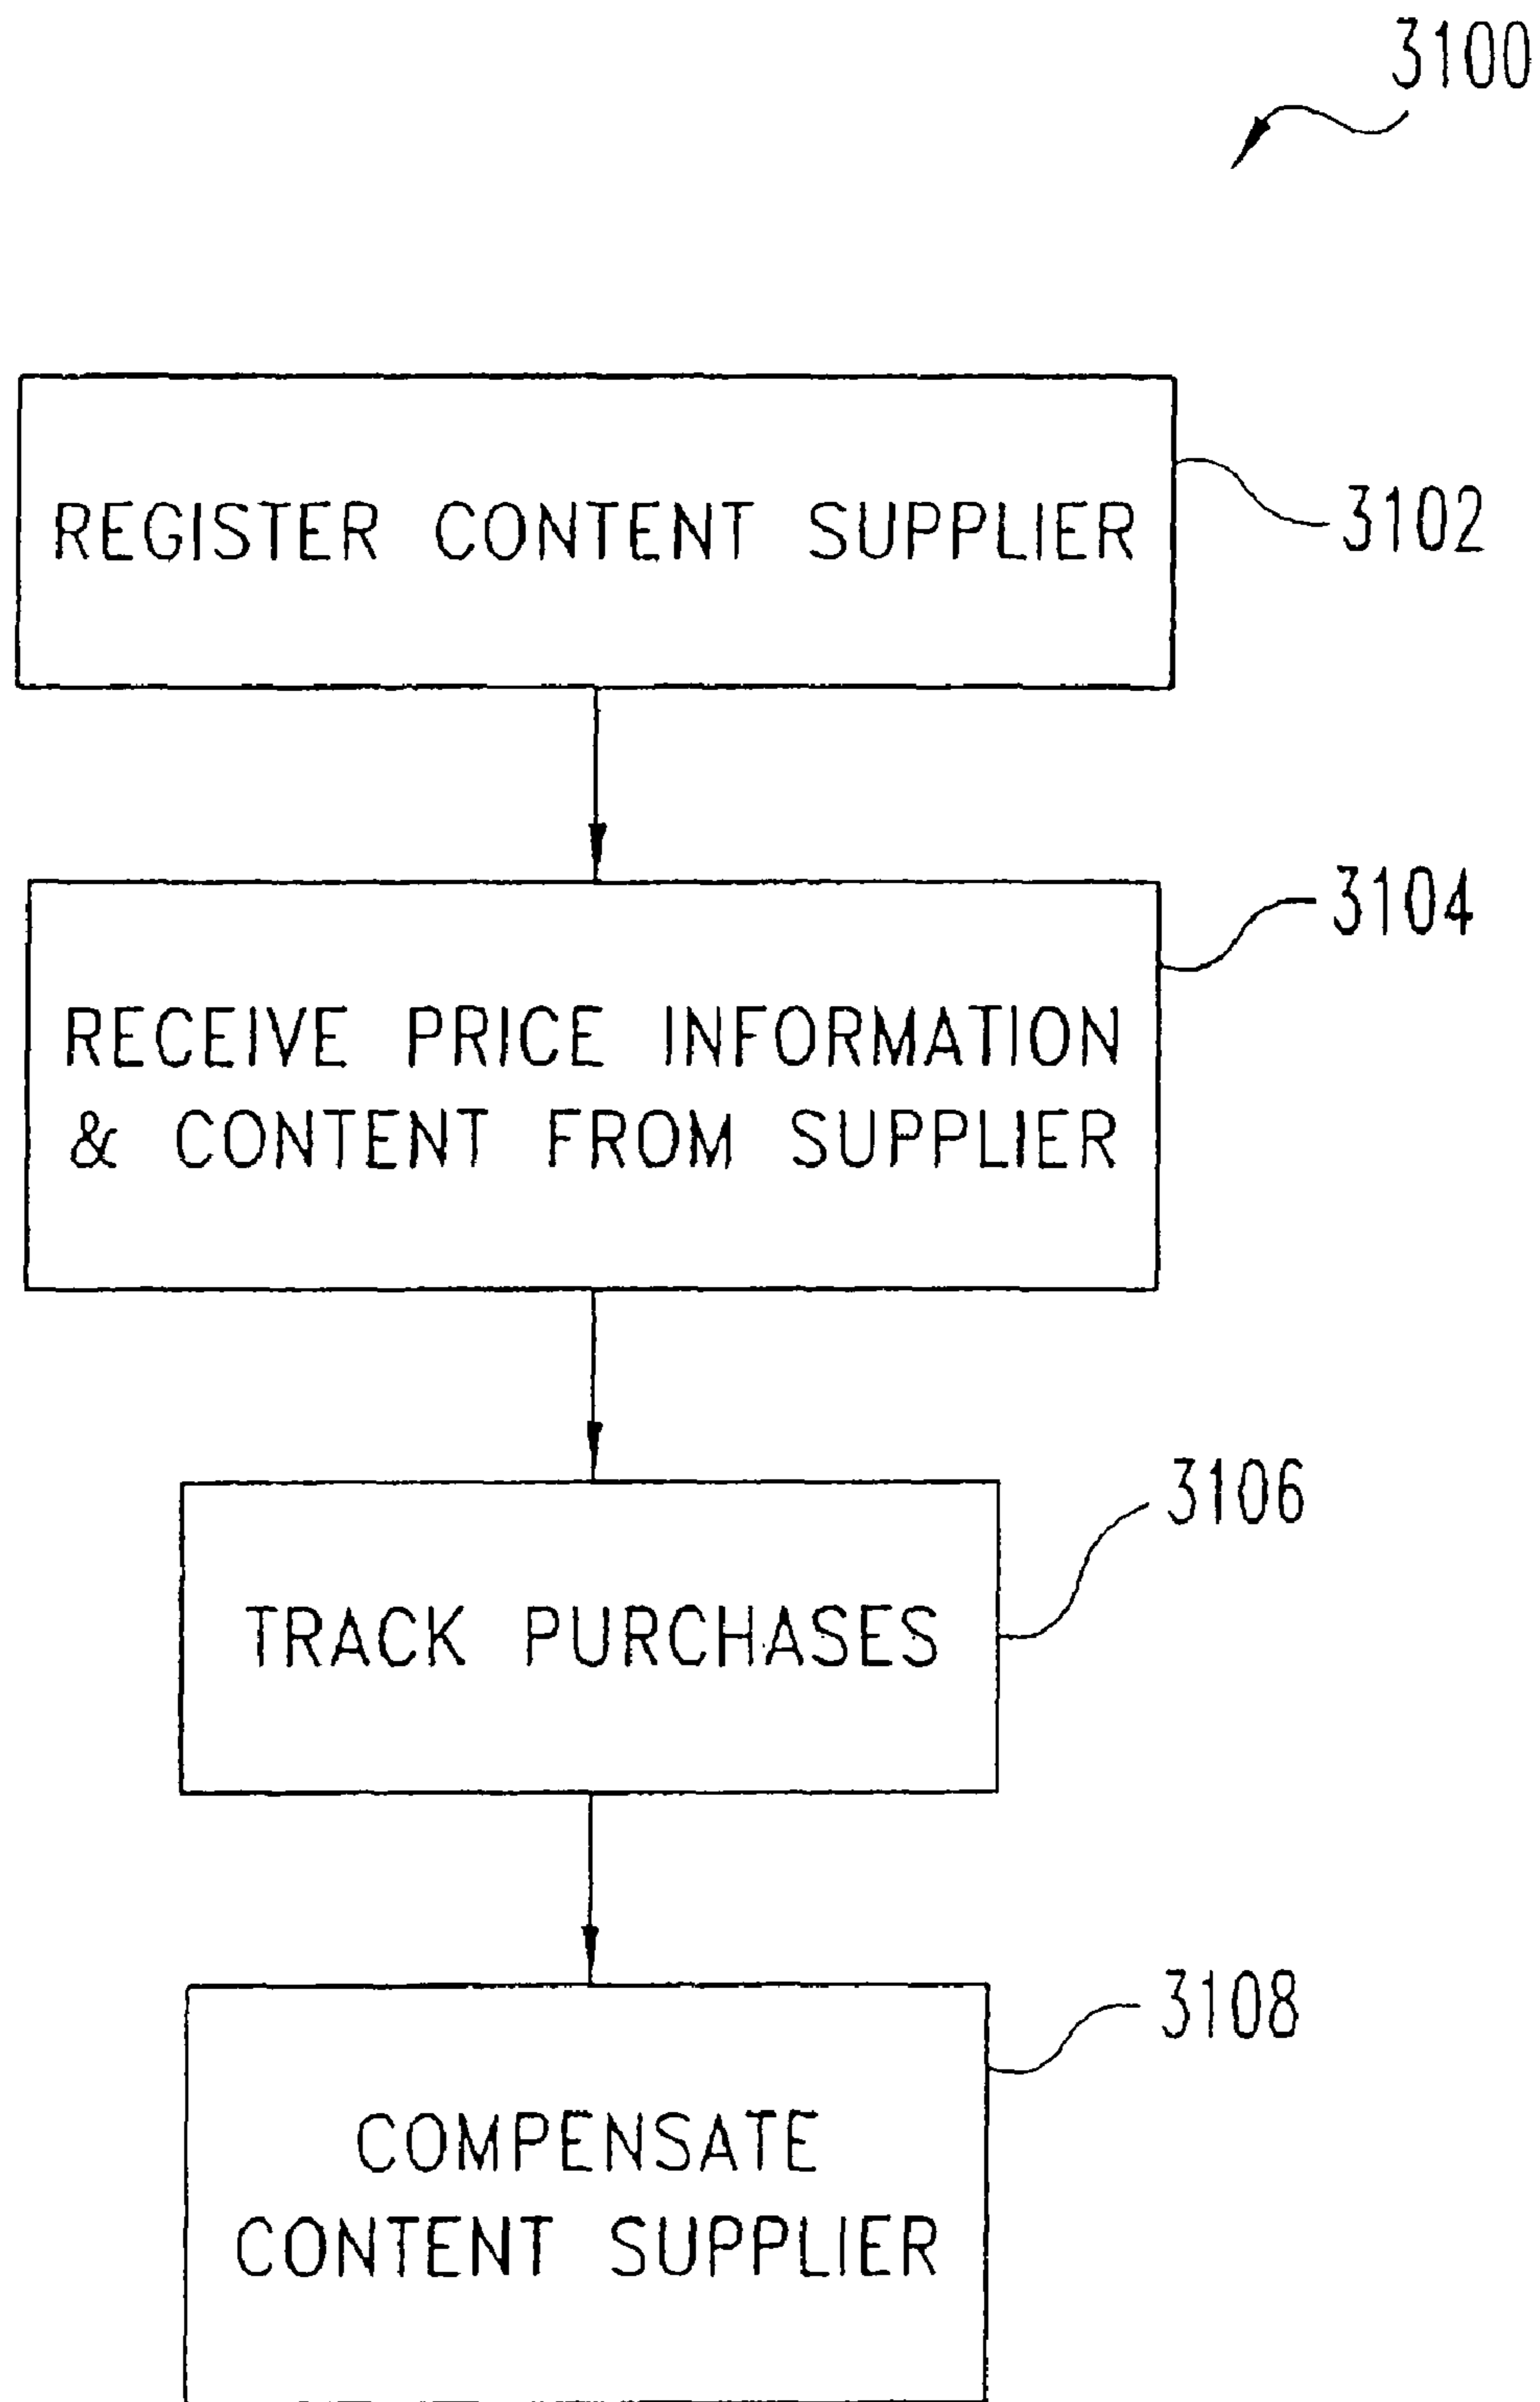 3100
REGISTER CONTENT SUPPLIER
3102
3104
RECEIVE PRICE INFORMATION
& CONTENT FROM SUPPLIER
3106
TRACK PURCHASES
3108
COMPENSATE
CONTENT SUPPLIER